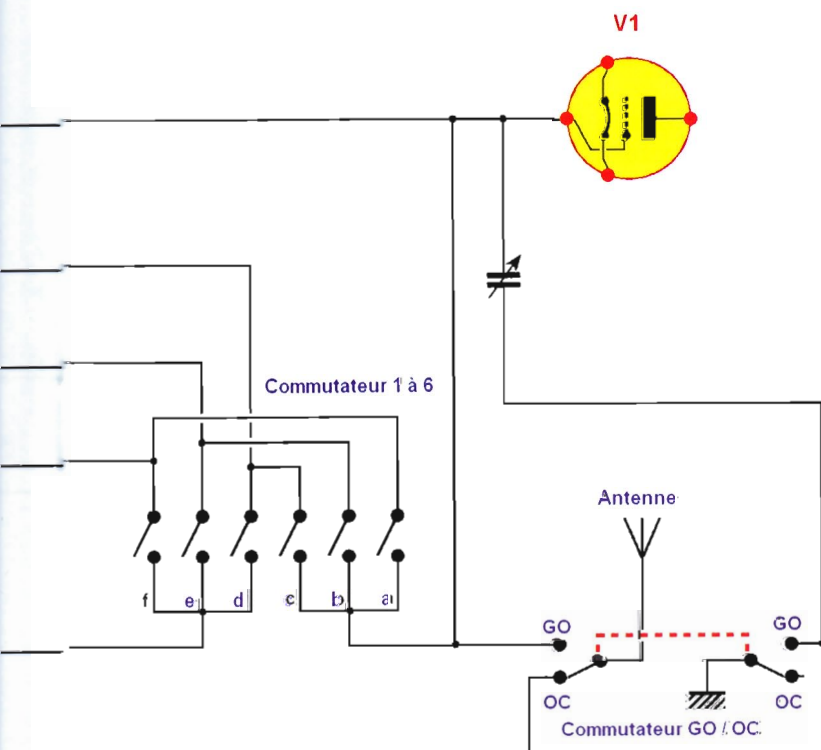 V1
Commutateur 1 à 6
Antenne
f e d c b a
GO GO
OC OC
Commutateur GO / OC